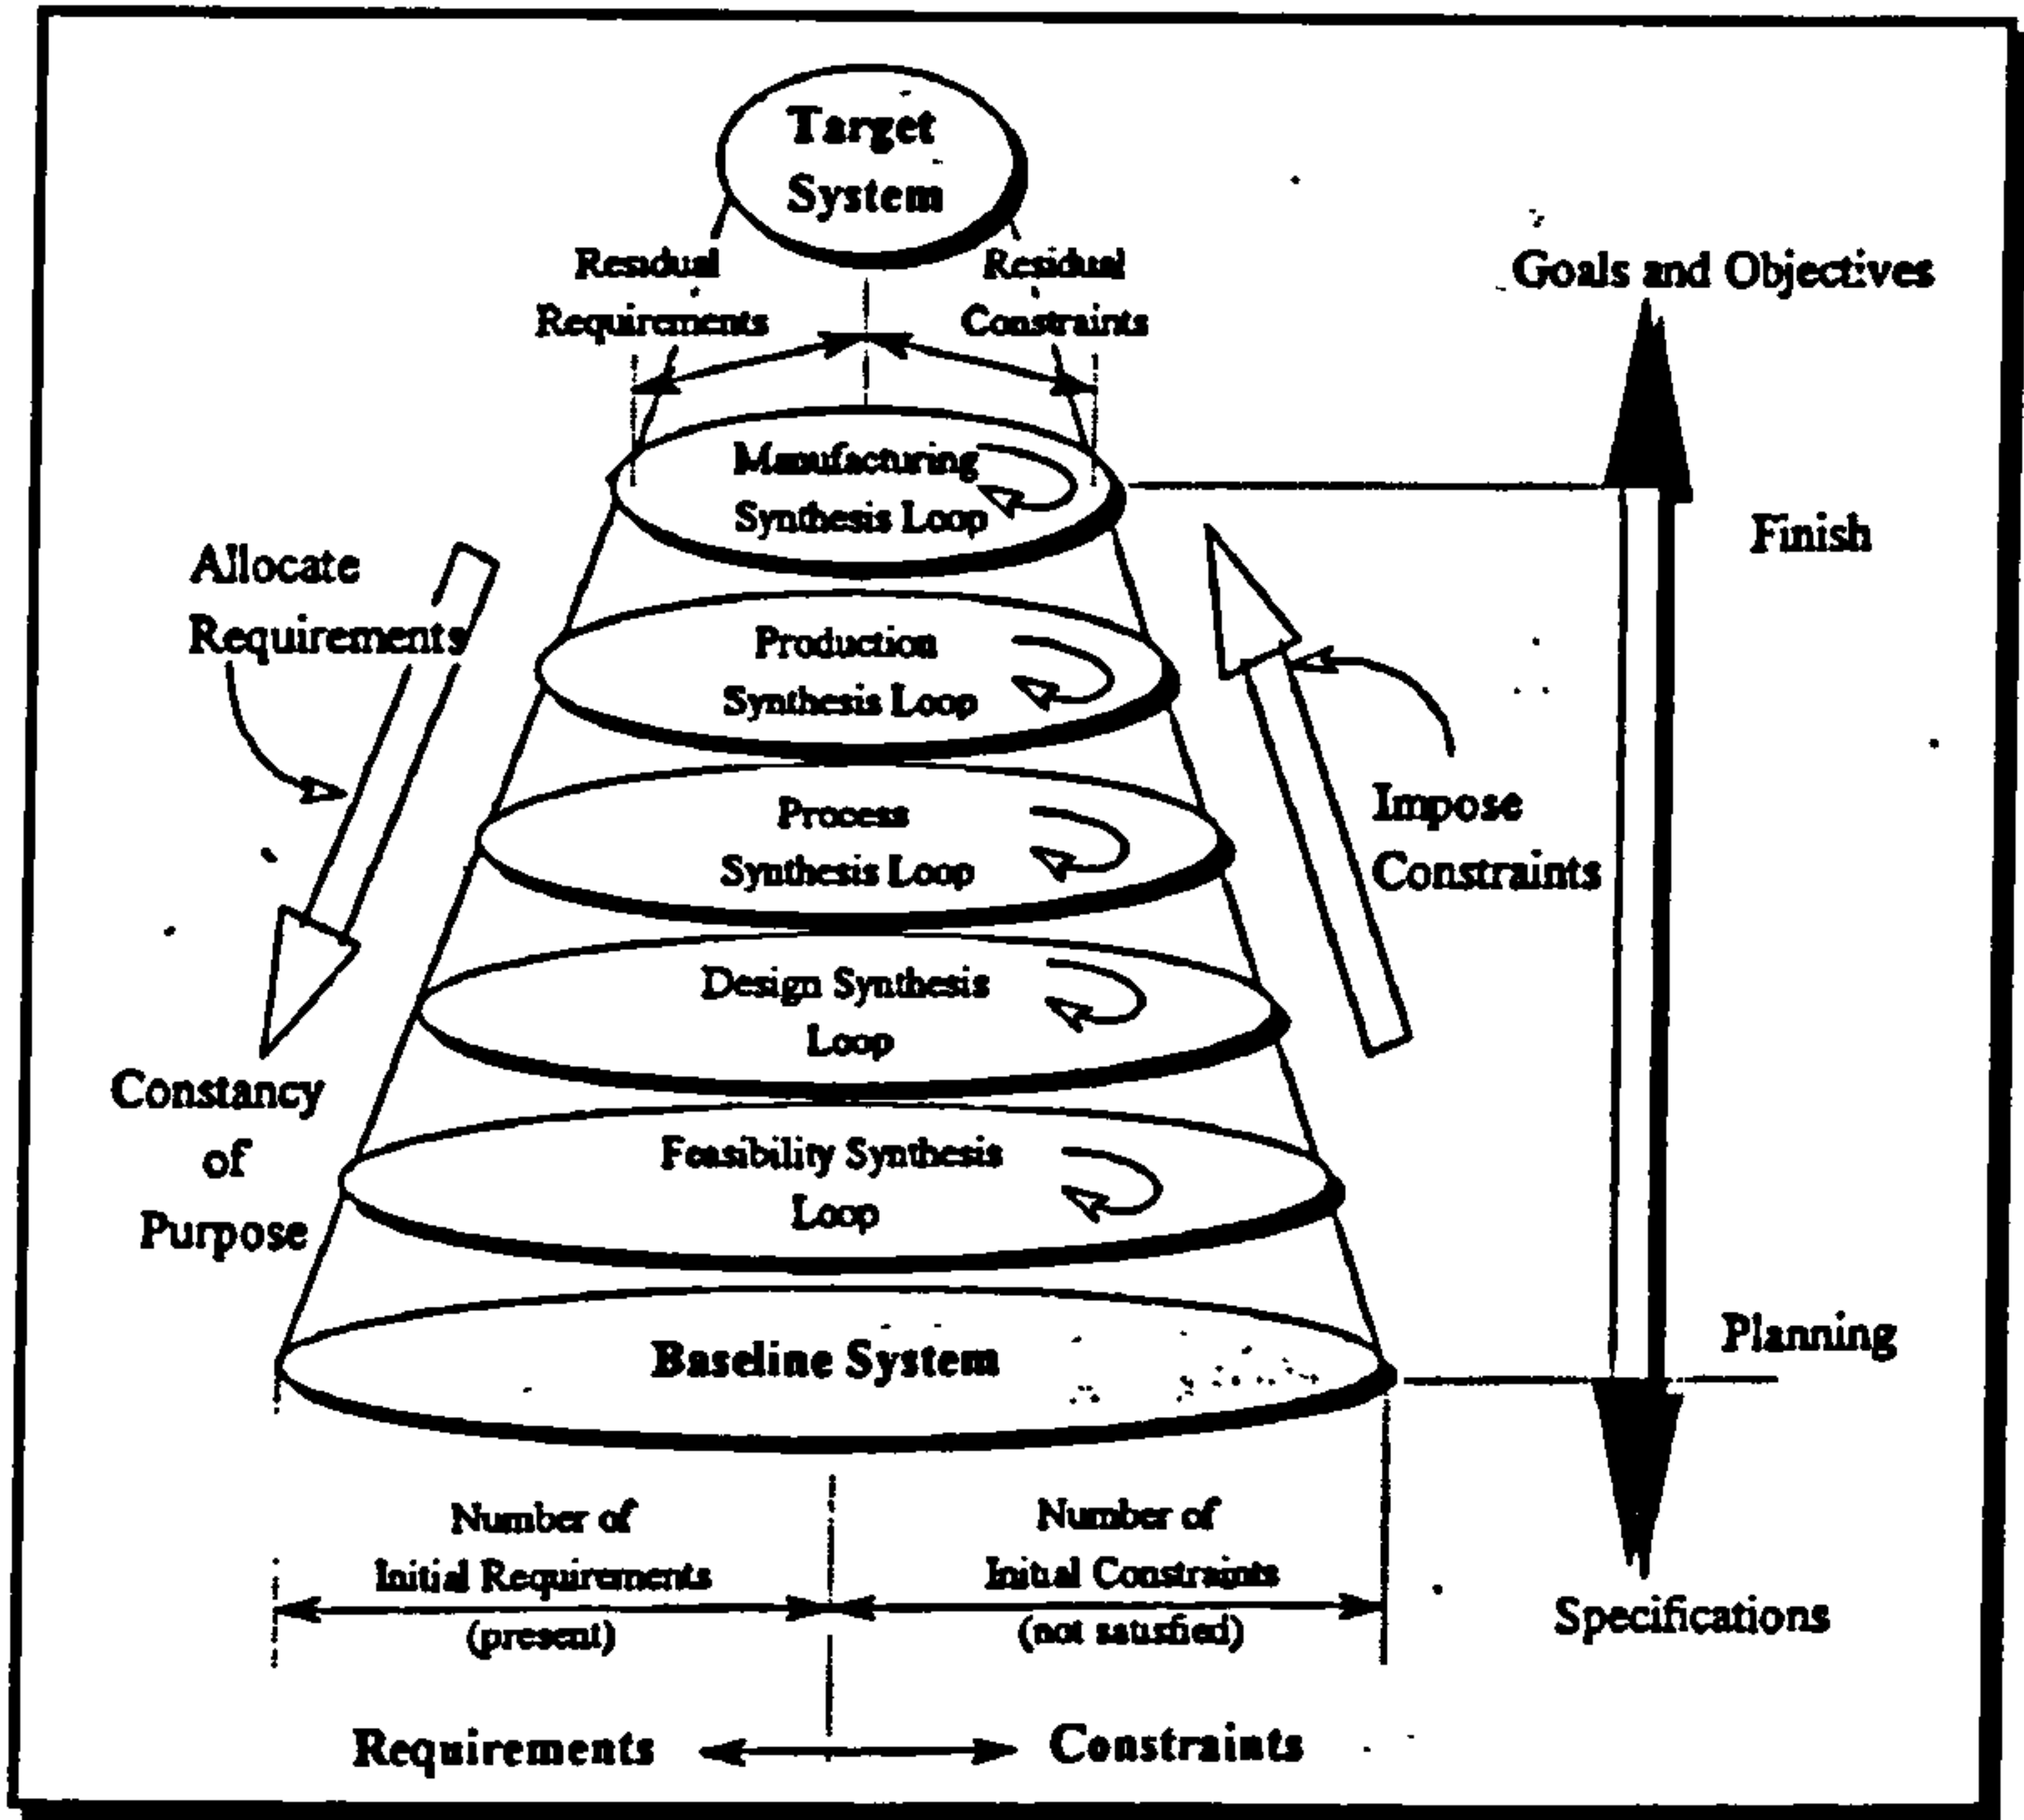 Target
System
Residual
Requirements
Residual
Constraints
Goals and Objectives
Manufacturing
Synthesis Loop
Finish
Allocate
Requirements
Production
Synthesis Loop
Process
Synthesis Loop
Impose
Constraints
Design Synthesis
Loop
Constancy
of
Purpose
Feasibility Synthesis
Loop
Planning
Baseline System
Number of
Initial Requirements
(present)
Number of
Initial Constraints
(not satisfied)
Specifications
Requirements
Constraints